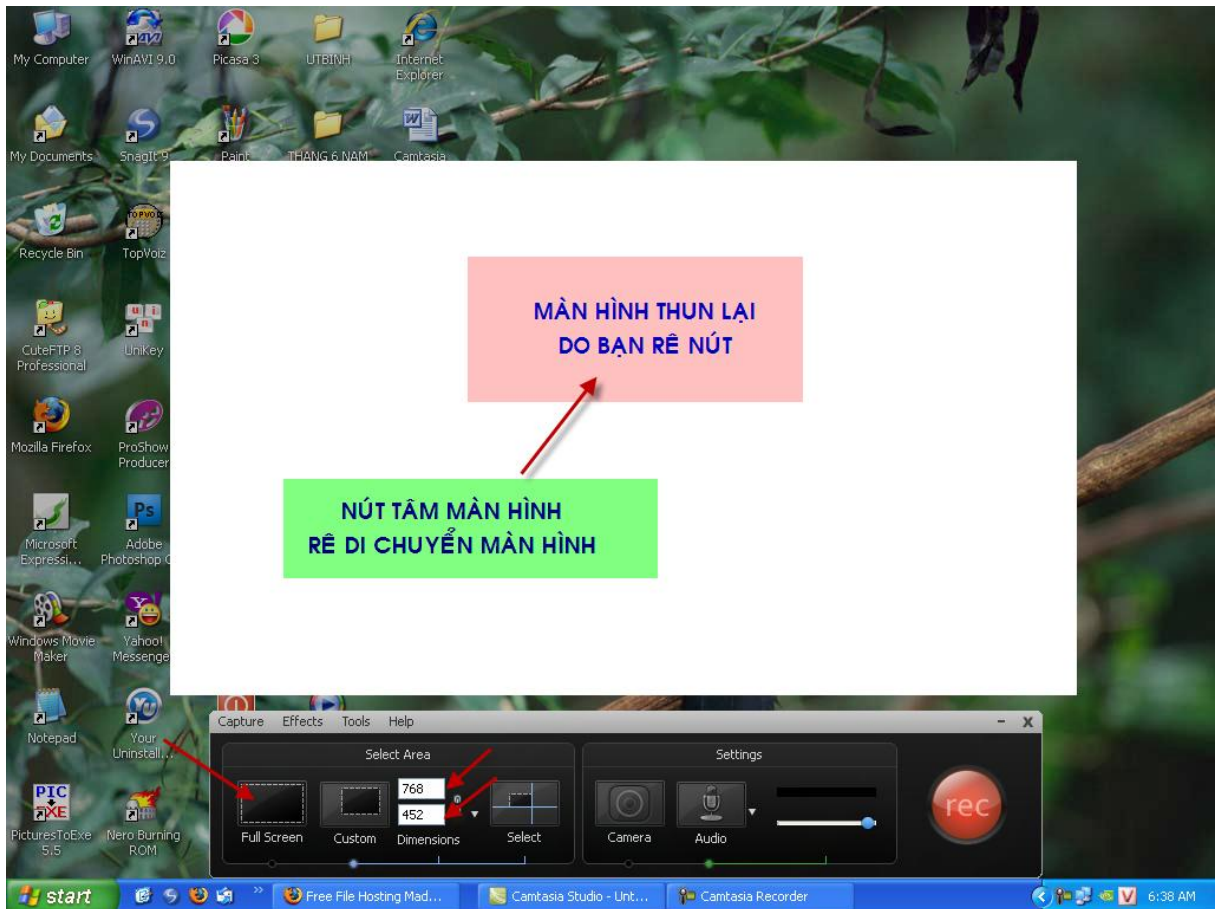 My Computer
WinAVI 9.0
Picasa 3
UTBINH
Internet
Explorer
My Documents
SnagIt 9
Paint
THANG 6 NAM
Camtasia
Recycle Bin
TopVoiz
MÀN HÌNH THUN LẠI
DO BẠN RÊ NÚT
CuteFTP 8
Professional
UniKey
Mozilla Firefox
ProShow
Producer
NÚT TÂM MÀN HÌNH
RÊ DI CHUYỂN MÀN HÌNH
Microsoft
Expressi...
Adobe
Photoshop C
Windows Movie
Maker
Yahoo!
Messenge
Notepad
Your
Uninstall...
PIC
EXE
PicturesToExe
5.5
Nero Burning
ROM
Capture Effects Tools Help
Select Area
Settings
768
452
Full Screen
Custom
Dimensions
Select
Camera
Audio
rec
start
Free File Hosting Mad...
Camtasia Studio - Unt...
Camtasia Recorder
V
6:38 AM